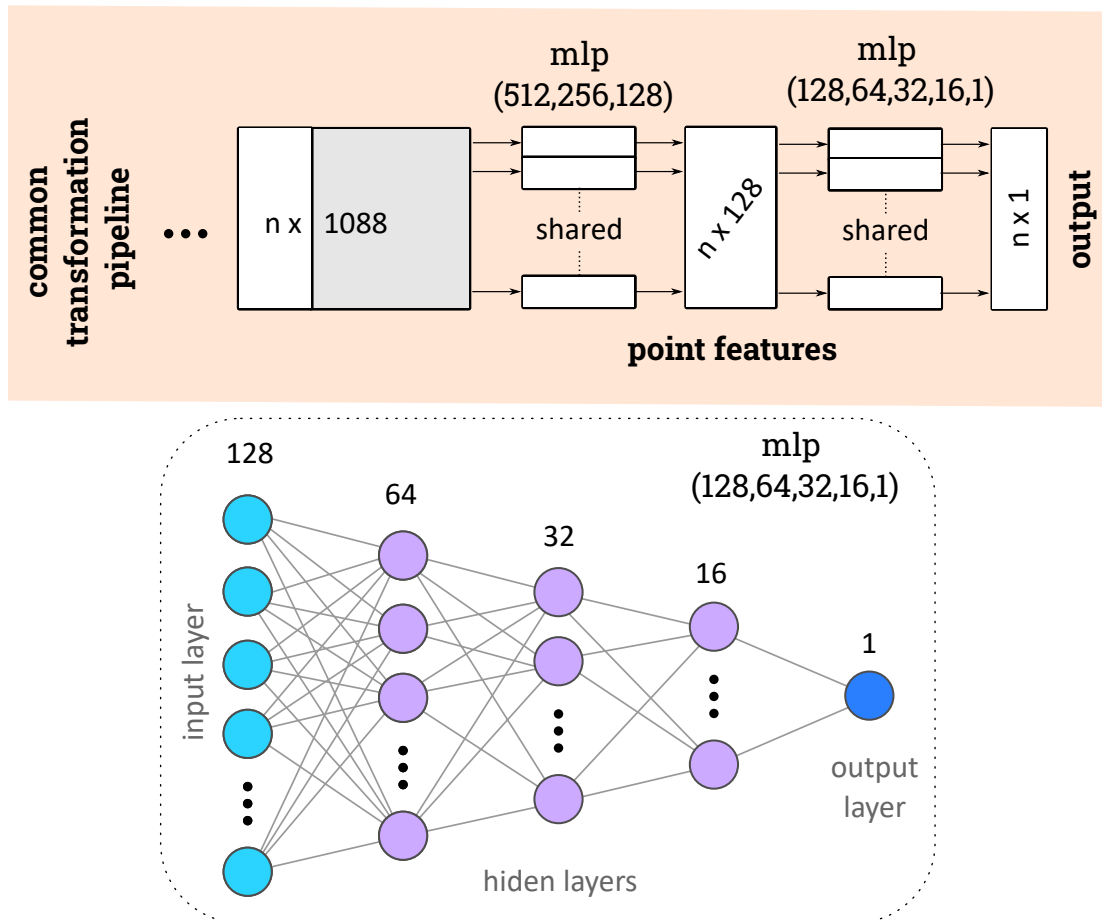 common
transformation
pipeline
n x 1088
mlp
(512,256,128)
shared
n x 128
mlp
(128,64,32,16,1)
shared
n x 1
output
point features
mlp
(128,64,32,16,1)
128
64
32
16
1
input layer
hiden layers
output
layer